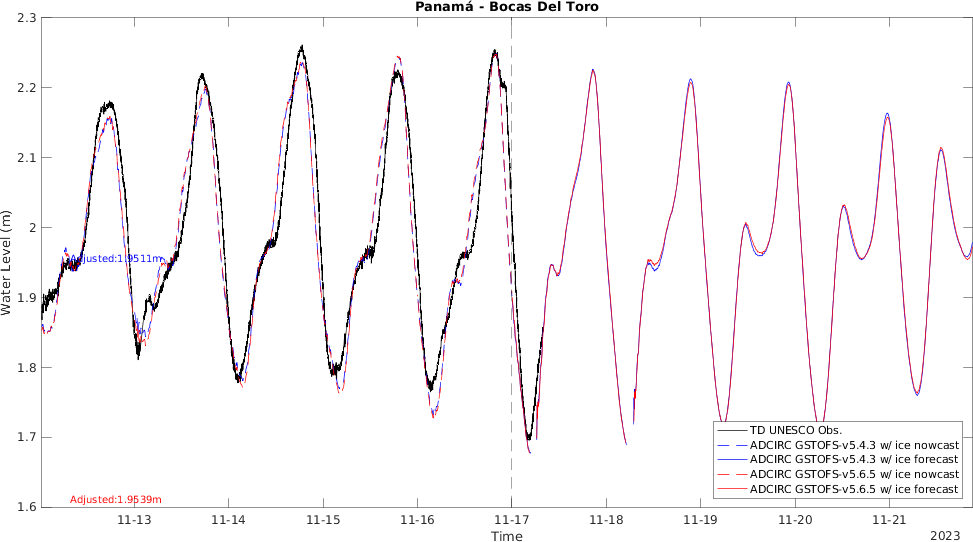 Panamá - Bocas Del Toro
Water Level (m)
2.3
2.2
2.1
2
1.9
1.8
1.7
1.6
Adjusted:1.9511m
Adjusted:1.9539m
TD UNESCO Obs.
ADCIRC GSTOFS-v5.4.3 w/ ice nowcast
ADCIRC GSTOFS-v5.4.3 w/ ice forecast
ADCIRC GSTOFS-v5.6.5 w/ ice nowcast
ADCIRC GSTOFS-v5.6.5 w/ ice forecast
11-13 11-14 11-15 11-16 11-17 11-18 11-19 11-20 11-21
Time
2023